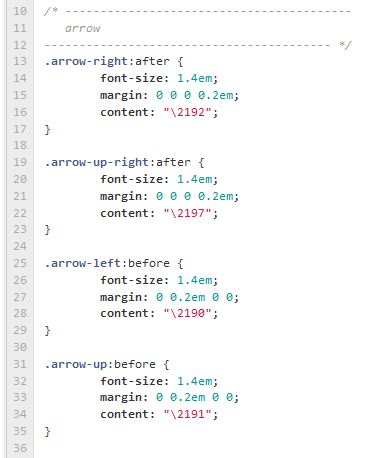 10 /* -----------------------------------------
11    arrow
12 ----------------------------------------- */
13 .arrow-right:after {
14         font-size: 1.4em;
15         margin: 0 0 0 0.2em;
16         content: "\2192";
17 }
18
19 .arrow-up-right:after {
20         font-size: 1.4em;
21         margin: 0 0 0 0.2em;
22         content: "\2197";
23 }
24
25 .arrow-left:before {
26         font-size: 1.4em;
27         margin: 0 0.2em 0 0;
28         content: "\2190";
29 }
30
31 .arrow-up:before {
32         font-size: 1.4em;
33         margin: 0 0.2em 0 0;
34         content: "\2191";
35 }
36